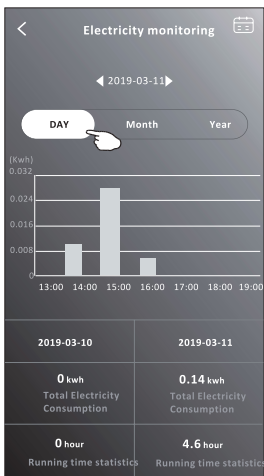 Electricity monitoring
2019-03-11
DAY Month Year
(Kwh)
0.032
0.024
0.016
0.008
0
13:00 14:00 15:00 16:00 17:00 18:00 19:00
2019-03-10 2019-03-11
0 kwh 0.14 kwh
Total Electricity Total Electricity
Consumption Consumption
0 hour 4.6 hour
Running time statistics Running time statistics